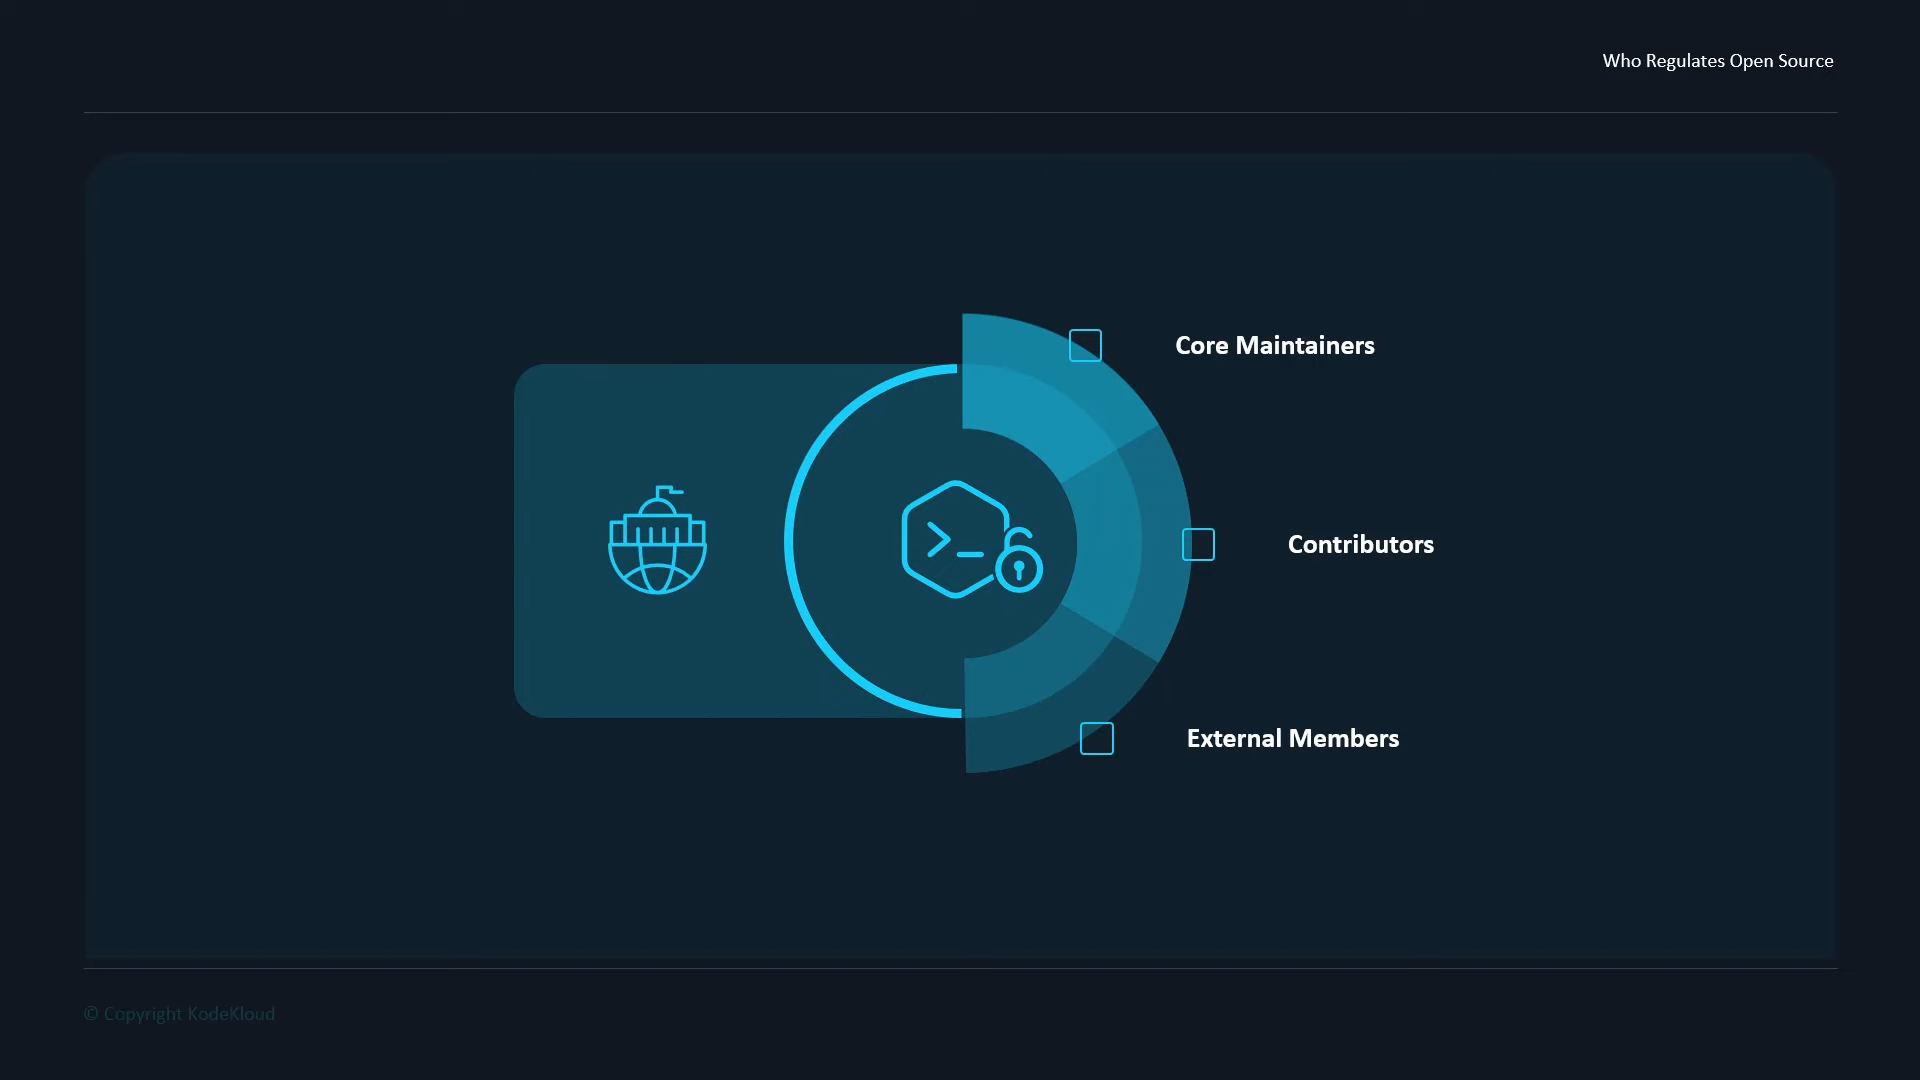 Who Regulates Open Source
Core Maintainers
Contributors
External Members
© Copyright KodeKloud